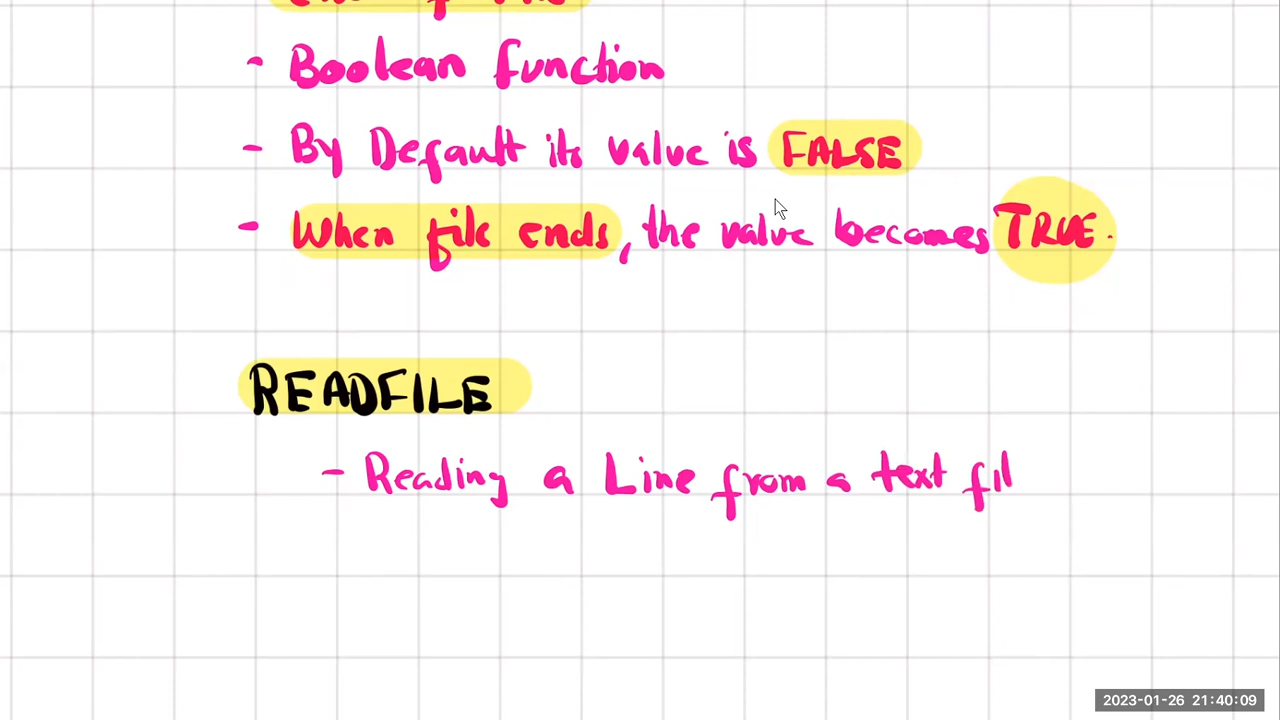 - Boolean function
- By Default its value is FALSE
- When file ends, the value becomes TRUE.
READFILE
- Reading a Line from a text fil
2023-01-26 21:40:09